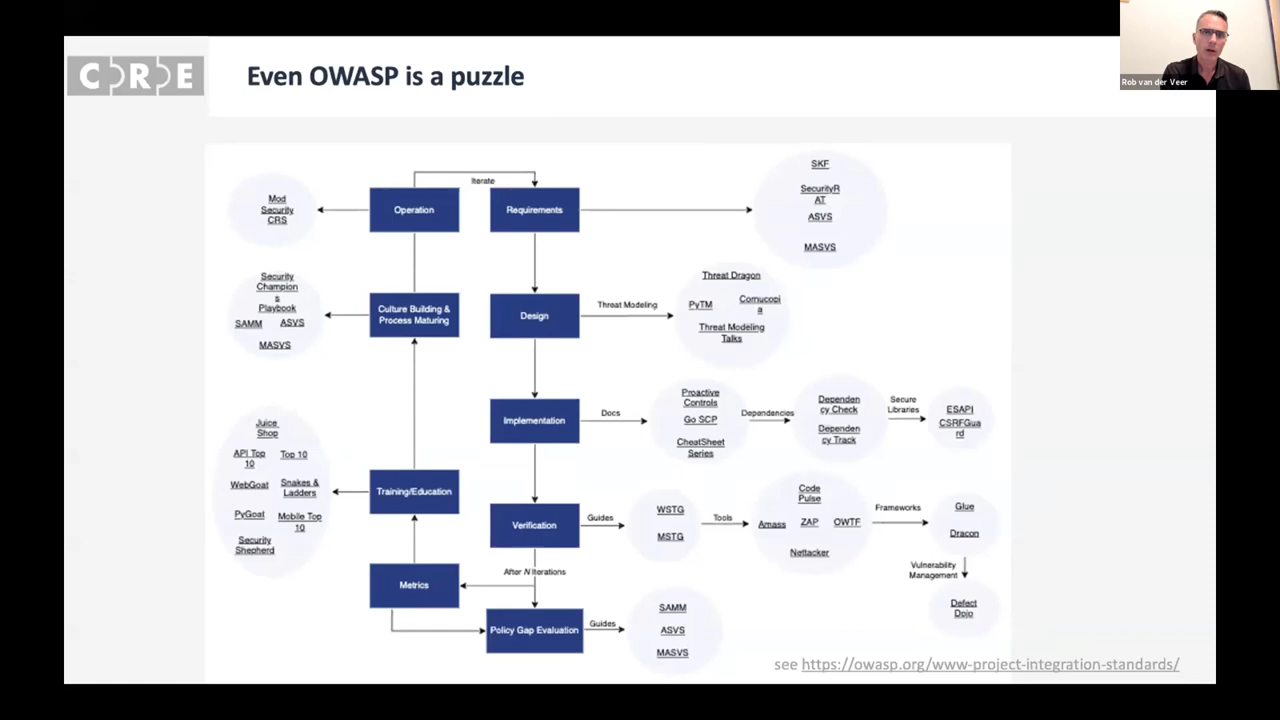 CRE
Even OWASP is a puzzle
Rob van der Veer
Iterate
Operation
Requirements
Mod
Security
CRS
SKF
SecurityR
AT
ASVS
MASVS
Security
Champion
s
Playbook
SAMM ASVS
MASVS
Culture Building &
Process Maturing
Design
Threat Modeling
Threat Dragon
PyTM
Cornucopi
a
Threat Modeling
Talks
Implementation
Docs
Proactive
Controls
Go SCP
CheatSheet
Series
Dependencies
Dependen
cy Check
Dependen
cy Track
Secure
Libraries
ESAPI
CSRFGua
rd
Juice
Shop
API Top
10
Top 10
WebGoat
Snakes &
Ladders
PyGoat
Mobile Top
10
Security
Shepherd
Training/Education
Verification
Guides
WSTG
MSTG
Tools
Code
Pulse
Amass ZAP OWTF
Nettacker
Frameworks
Glue
Dracon
Vulnerability
Management
Defect
Dojo
After N Iterations
Metrics
Policy Gap Evaluation
Guides
SAMM
ASVS
MASVS
see https://owasp.org/www-project-integration-standards/